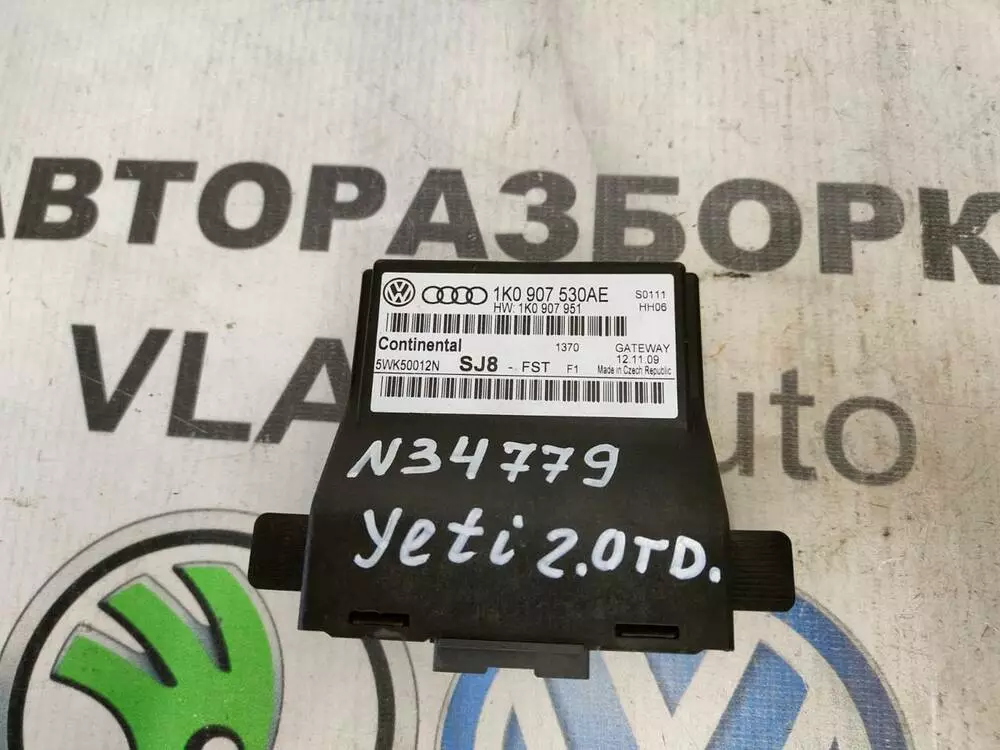 АВТОРАЗБОРК
VLA
uto
1K0 907 530AE S0111
HW: 1K0 907 951 HH06
Continental 1370 GATEWAY
12.11.09
5WK50012N SJ8 -. FST F1 Made in Czech Republic
N34779
Yeti 2.0TD.